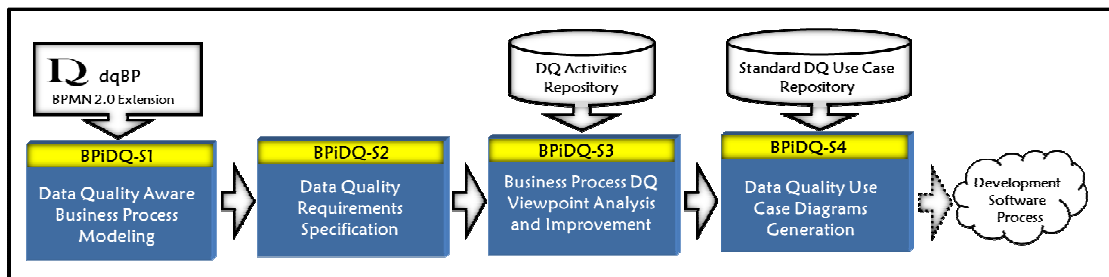 IQ dqBP
BPMN 2.0 Extension
DQ Activities
Repository
Standard DQ Use Case
Repository
BPiDQ-S1
Data Quality Aware
Business Process
Modeling
BPiDQ-S2
Data Quality
Requirements
Specification
BPiDQ-S3
Business Process DQ
Viewpoint Analysis
and Improvement
BPiDQ-S4
Data Quality Use
Case Diagrams
Generation
Development
Software
Process